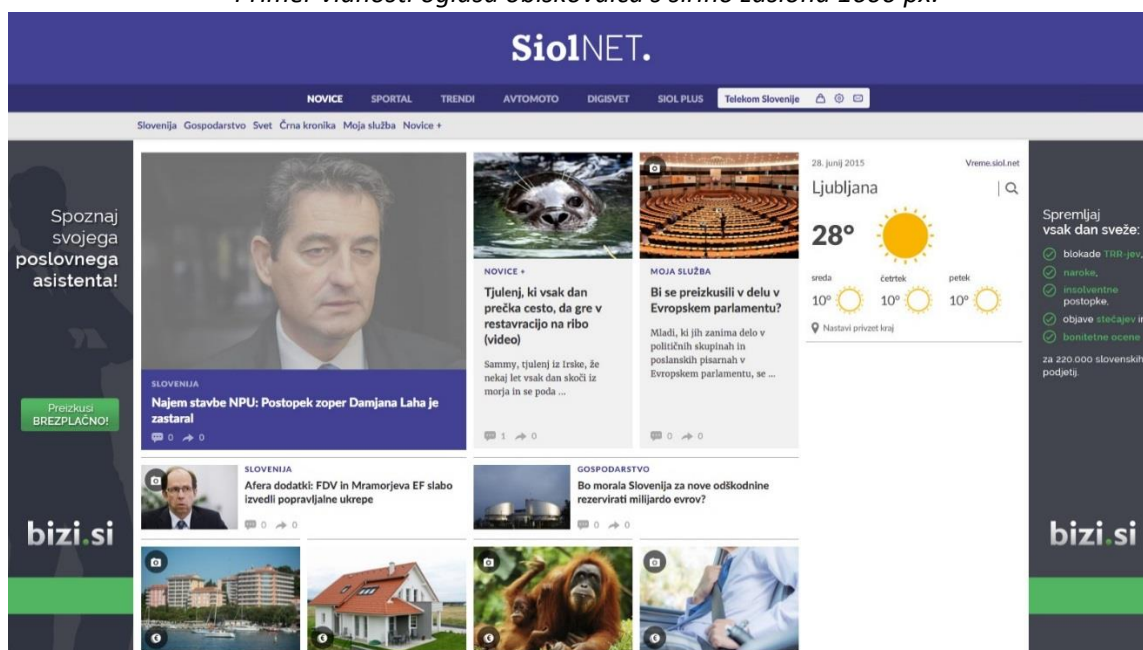 SiolNET.
NOVICE SPORTAL TRENDI AVTOMOTO DIGISVET SIOL PLUS Telekom Slovenije
Slovenija Gospodarstvo Svet Črna kronika Moja služba Novice +
Spoznaj
svojega
poslovnega
asistenta!
Preizkusi
BREZPLAČNO!
bizi.si
SLOVENIJA
Najem stavbe NPU: Postopek zoper Damjana Laha je
zastaral
0 0
NOVICE +
Tjulenj, ki vsak dan
prečka cesto, da gre v
restavracijo na ribo
(video)
Sammy, tjulenj iz Irske, že
nekaj let vsak dan skoči iz
morja in se poda ...
1 0
MOJA SLUŽBA
Bi se preizkusili v delu v
Evropskem parlamentu?
Mladi, ki jih zanima delo v
političnih skupinah in
poslanskih pisarnah v
Evropskem parlamentu, se ...
0 0
28. junij 2015 Vreme.siol.net
Ljubljana
28°
sreda četrtek petek
10° 10° 10°
Nastavi privzet kraj
SLOVENIJA
Afera dodatki: FDV in Mramorjeva EF slabo
izvedli popravljalne ukrepe
0 0
GOSPODARSTVO
Bo morala Slovenija za nove odškodnine
rezervirati milijardo evrov?
0 0
Spremljaj
vsak dan sveže:
blokade TRR-jev,
naroke,
insolventne
postopke,
objave stečajev in
bonitetne ocene
za 220.000 slovenskih
podjetij.
bizi.si